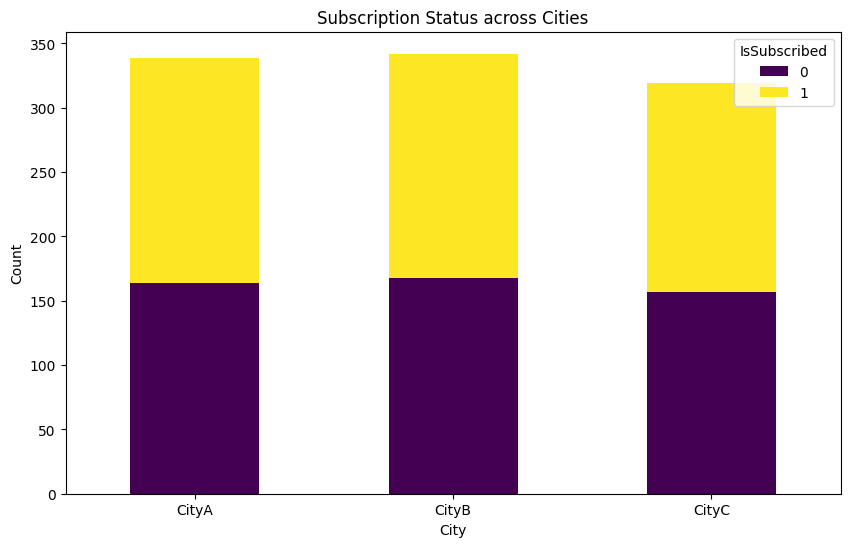 Subscription Status across Cities
IsSubscribed
0
1
350
300
250
200
150
100
50
0
Count
CityA
CityB
CityC
City